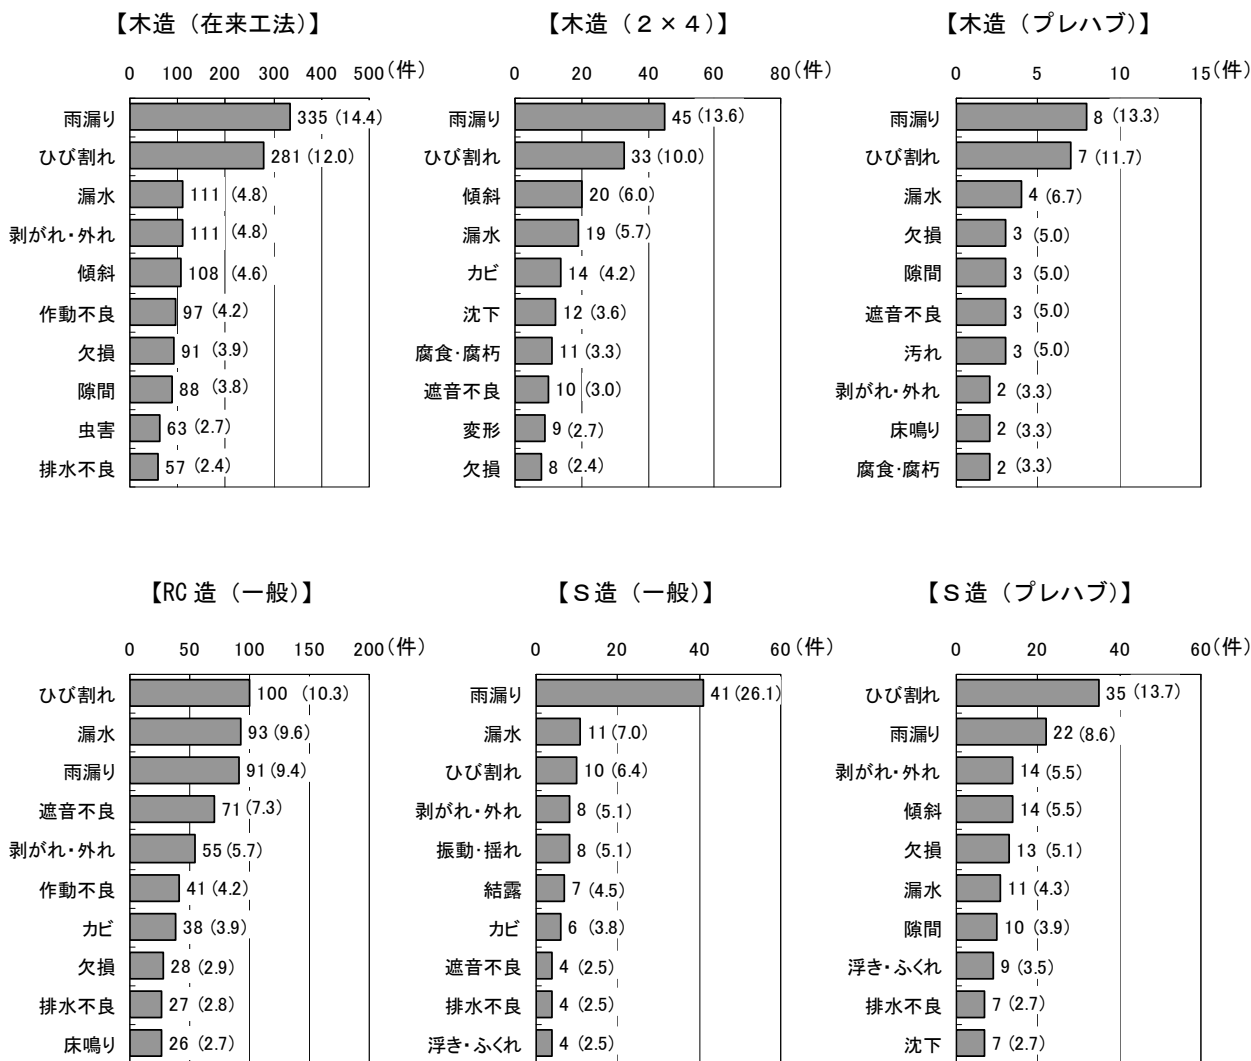 【木造（在来工法）】
0 100 200 300 400 500（件）
雨漏り 335 (14.4)
ひび割れ 281 (12.0)
漏水 111 (4.8)
剥がれ・外れ 111 (4.8)
傾斜 108 (4.6)
作動不良 97 (4.2)
欠損 91 (3.9)
隙間 88 (3.8)
虫害 63 (2.7)
排水不良 57 (2.4)
【木造（２×４）】
0 20 40 60 80（件）
雨漏り 45 (13.6)
ひび割れ 33 (10.0)
傾斜 20 (6.0)
漏水 19 (5.7)
カビ 14 (4.2)
沈下 12 (3.6)
腐食・腐朽 11 (3.3)
遮音不良 10 (3.0)
変形 9 (2.7)
欠損 8 (2.4)
【木造（プレハブ）】
0 5 10 15（件）
雨漏り 8 (13.3)
ひび割れ 7 (11.7)
漏水 4 (6.7)
欠損 3 (5.0)
隙間 3 (5.0)
遮音不良 3 (5.0)
汚れ 3 (5.0)
剥がれ・外れ 2 (3.3)
床鳴り 2 (3.3)
腐食・腐朽 2 (3.3)
【RC造（一般）】
0 50 100 150 200（件）
ひび割れ 100 (10.3)
漏水 93 (9.6)
雨漏り 91 (9.4)
遮音不良 71 (7.3)
剥がれ・外れ 55 (5.7)
作動不良 41 (4.2)
カビ 38 (3.9)
欠損 28 (2.9)
排水不良 27 (2.8)
床鳴り 26 (2.7)
【Ｓ造（一般）】
0 20 40 60（件）
雨漏り 41 (26.1)
漏水 11 (7.0)
ひび割れ 10 (6.4)
剥がれ・外れ 8 (5.1)
振動・揺れ 8 (5.1)
結露 7 (4.5)
カビ 6 (3.8)
遮音不良 4 (2.5)
排水不良 4 (2.5)
浮き・ふくれ 4 (2.5)
【Ｓ造（プレハブ）】
0 20 40 60（件）
ひび割れ 35 (13.7)
雨漏り 22 (8.6)
剥がれ・外れ 14 (5.5)
傾斜 14 (5.5)
欠損 13 (5.1)
漏水 11 (4.3)
隙間 10 (3.9)
浮き・ふくれ 9 (3.5)
排水不良 7 (2.7)
沈下 7 (2.7)